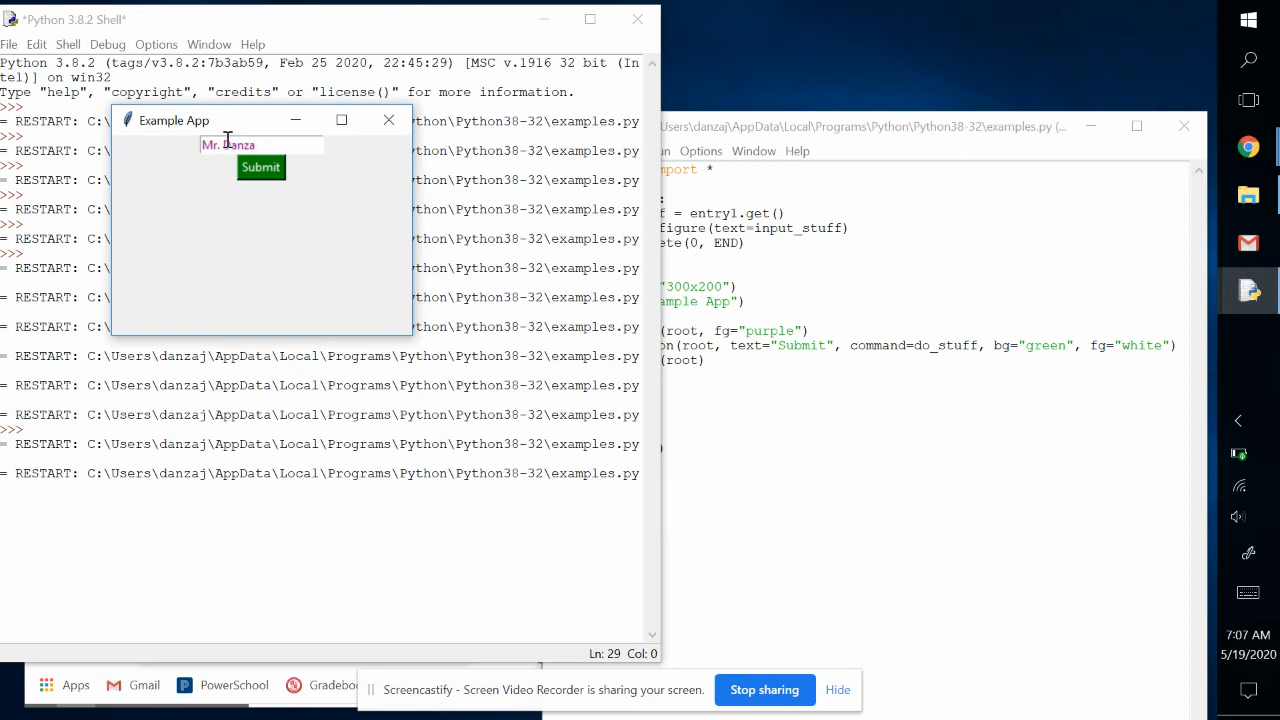 *Python 3.8.2 Shell*
File Edit Shell Debug Options Window Help
Python 3.8.2 (tags/v3.8.2:7b3ab59, Feb 25 2020, 22:45:29) [MSC v.1916 32 bit (In
tel)] on win32
Type "help", "copyright", "credits" or "license()" for more information.
>>>
= RESTART: C:\ ython\Python38-32\examples.py
>>>
= RESTART: C:\ ython\Python38-32\examples.py
>>>
= RESTART: C:\ ython\Python38-32\examples.py
>>>
= RESTART: C:\ ython\Python38-32\examples.py
>>>
= RESTART: C:\ ython\Python38-32\examples.py
>>>
= RESTART: C:\ ython\Python38-32\examples.py
= RESTART: C:\ ython\Python38-32\examples.py
= RESTART: C:\ ython\Python38-32\examples.py
= RESTART: C:\Users\danzaj\AppData\Local\Programs\Python\Python38-32\examples.py
= RESTART: C:\Users\danzaj\AppData\Local\Programs\Python\Python38-32\examples.py
= RESTART: C:\Users\danzaj\AppData\Local\Programs\Python\Python38-32\examples.py
>>>
= RESTART: C:\Users\danzaj\AppData\Local\Programs\Python\Python38-32\examples.py
= RESTART: C:\Users\danzaj\AppData\Local\Programs\Python\Python38-32\examples.py
Ln: 29 Col: 0
Example App
Mr. Danza
Submit
Jsers\danzaj\AppData\Local\Programs\Python\Python38-32\examples.py (...
un Options Window Help
mport *
:
f = entry1.get()
figure(text=input_stuff)
ete(0, END)
"300x200")
ample App")
(root, fg="purple")
on(root, text="Submit", command=do_stuff, bg="green", fg="white")
(root)
)
Apps Gmail PowerSchool Gradeboo
Screencastify - Screen Video Recorder is sharing your screen. Stop sharing Hide
7:07 AM
5/19/2020